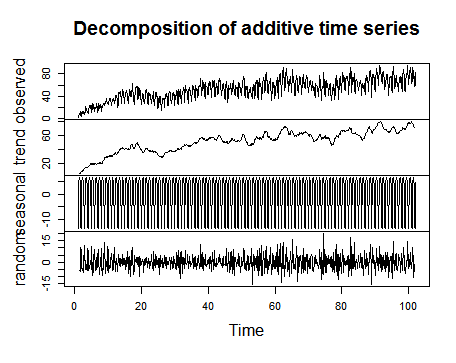 Decomposition of additive time series
observed
0 40 80
trend
20 60
seasonal
-10 0
random
-15 0 15
0 20 40 60 80 100
Time